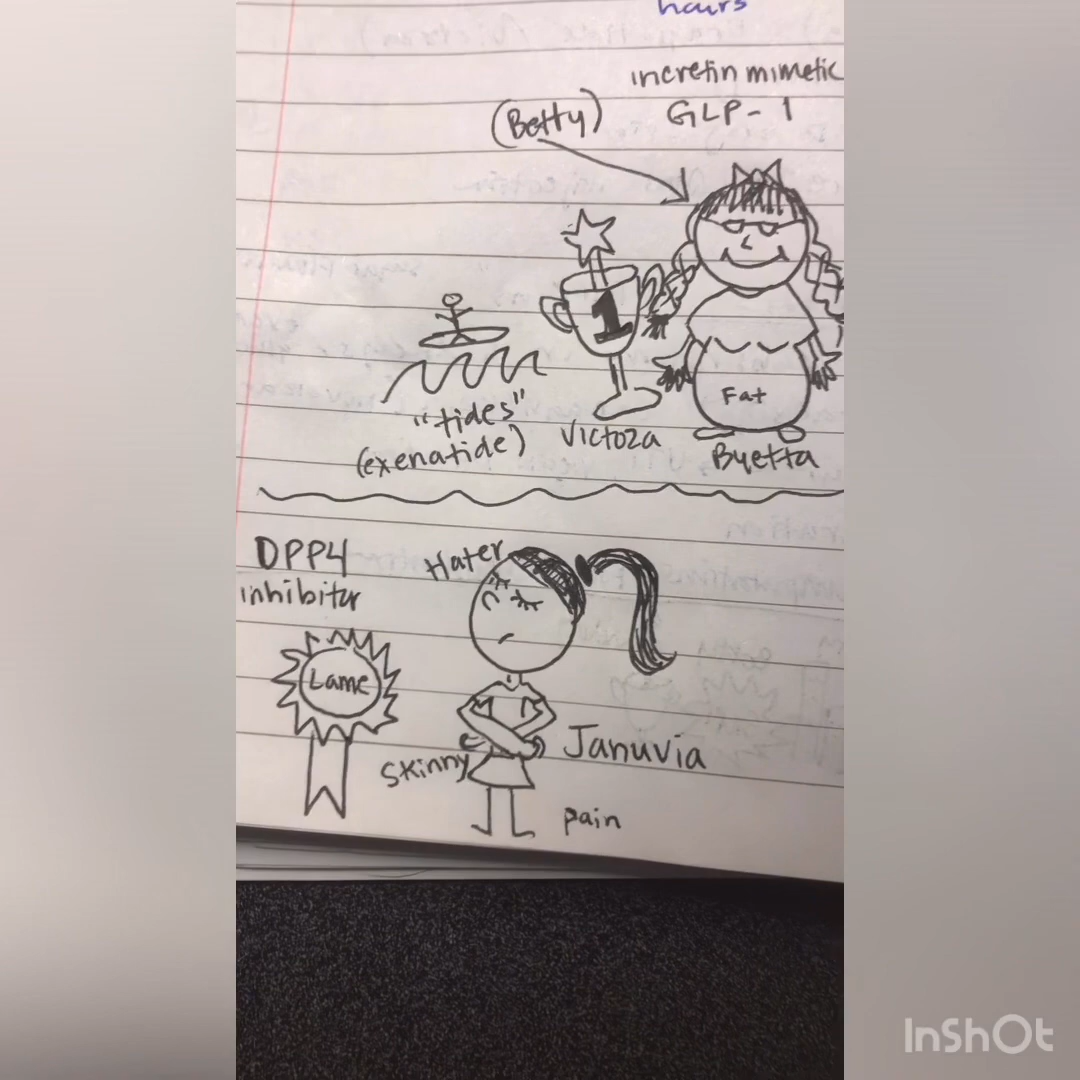 hours
incretin mimetic
GLP-1
(Betty)
1
Fat
"tides"
(exenatide)
Victoza
Byetta
DPP4
inhibitor
Hater
Lame
Skinny
Januvia
pain
InShOt